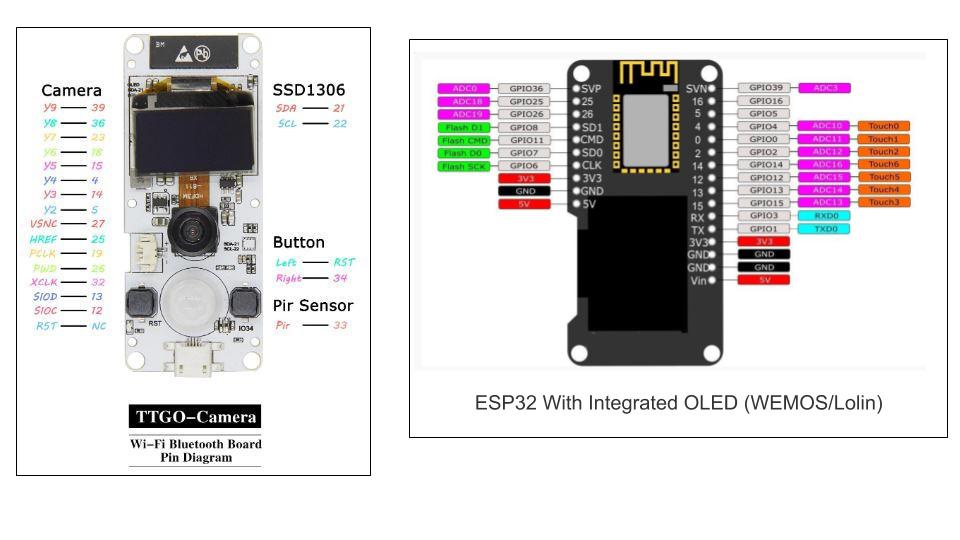 Camera
Y9 39
Y8 36
Y7 23
Y6 18
Y5 15
Y4 4
Y3 14
Y2 5
VSNC 27
HREF 25
PCLK 19
PWD 26
XCLK 32
SIOD 13
SIOC 12
RST NC
SSD1306
SDA 21
SCL 22
Button
Left RST
Right 34
Pir Sensor
Pir 33
RST
IO34
TTGO-Camera
Wi-Fi Bluetooth Board
Pin Diagram
ADC0 GPIO36 SVP SVN GPIO39 ADC3
ADC18 GPIO25 25 16 GPIO16
ADC19 GPIO26 26 5 GPIO5
Flash D1 GPIO8 SD1 4 GPIO4 ADC10 Touch0
Flash CMD GPIO11 CMD 0 GPIO0 ADC11 Touch1
Flash D0 GPIO7 SD0 2 GPIO2 ADC12 Touch2
Flash SCK GPIO6 CLK 14 GPIO14 ADC16 Touch6
3V3 3V3 12 GPIO12 ADC15 Touch5
GND GND 13 GPIO13 ADC14 Touch4
5V 5V 15 GPIO15 ADC13 Touch3
RX GPIO3 RXD0
TX GPIO1 TXD0
3V3 3V3
GND GND
GND GND
Vin 5V
ESP32 With Integrated OLED (WEMOS/Lolin)